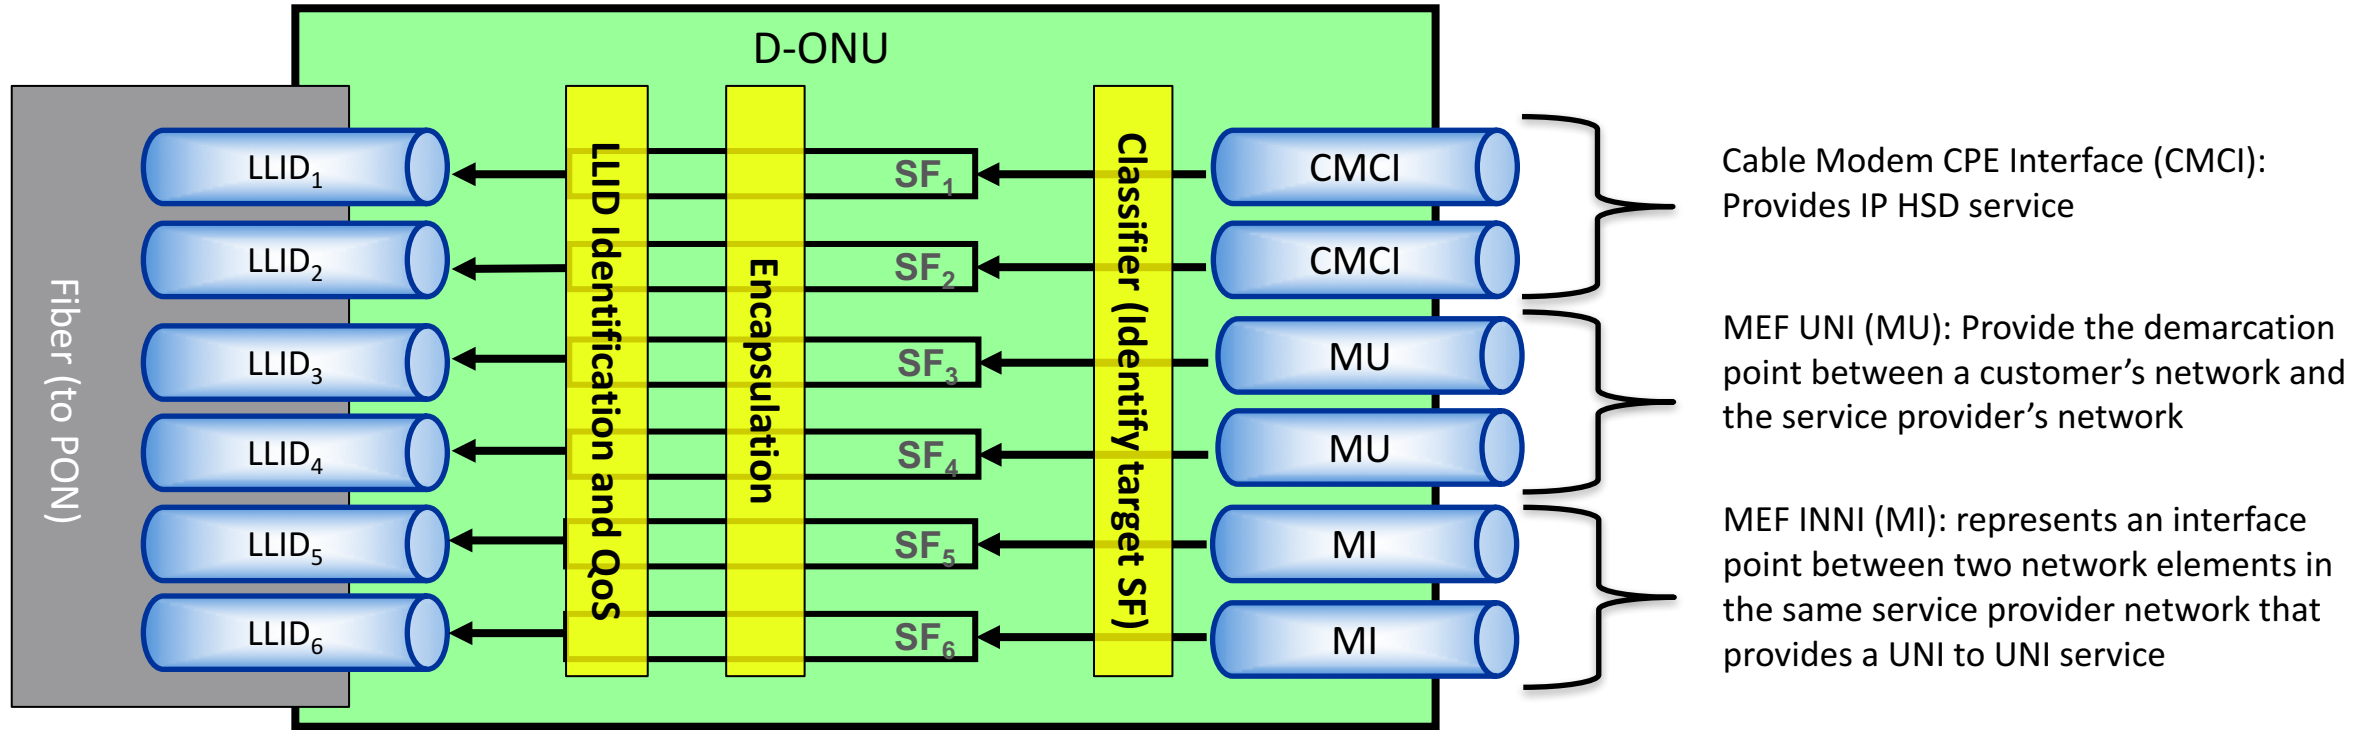 D-ONU
Fiber (to PON)
LLID1
LLID2
LLID3
LLID4
LLID5
LLID6
LLID Identification and QoS
Encapsulation
SF1
SF2
SF3
SF4
SF5
SF6
Classifier (Identify target SF)
CMCI
CMCI
MU
MU
MI
MI
Cable Modem CPE Interface (CMCI):
Provides IP HSD service
MEF UNI (MU): Provide the demarcation
point between a customer’s network and
the service provider’s network
MEF INNI (MI): represents an interface
point between two network elements in
the same service provider network that
provides a UNI to UNI service